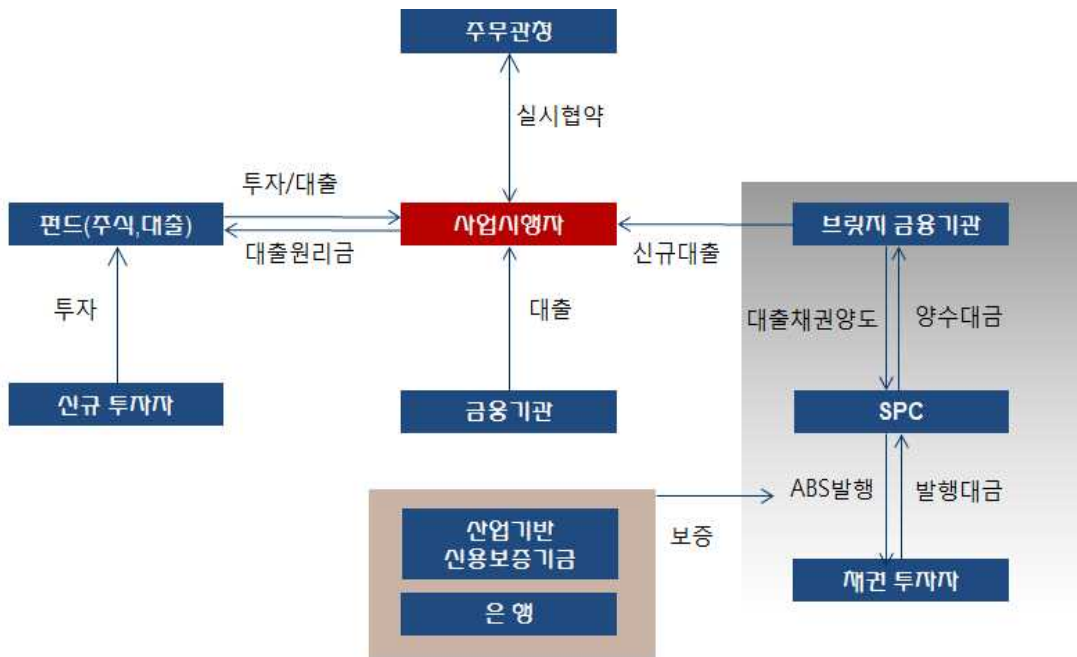 주무관청
실시협약
투자/대출
펀드(주식,대출)
사업시행자
브릿지 금융기관
대출원리금
신규대출
투자
대출
대출채권양도
양수대금
신규 투자자
금융기관
SPC
ABS발행
발행대금
산업기반
신용보증기금
보증
채권 투자자
은 행